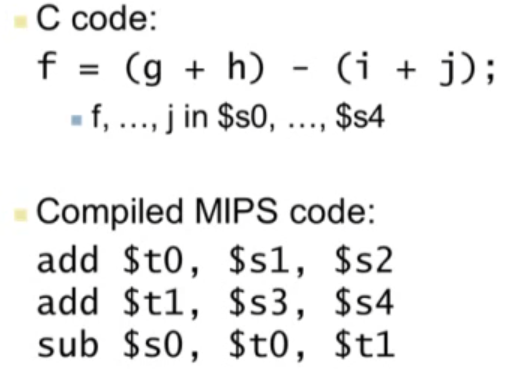 C code:
f = (g + h) - (i + j);
f, ..., j in $s0, ..., $s4
Compiled MIPS code:
add $t0, $s1, $s2
add $t1, $s3, $s4
sub $s0, $t0, $t1